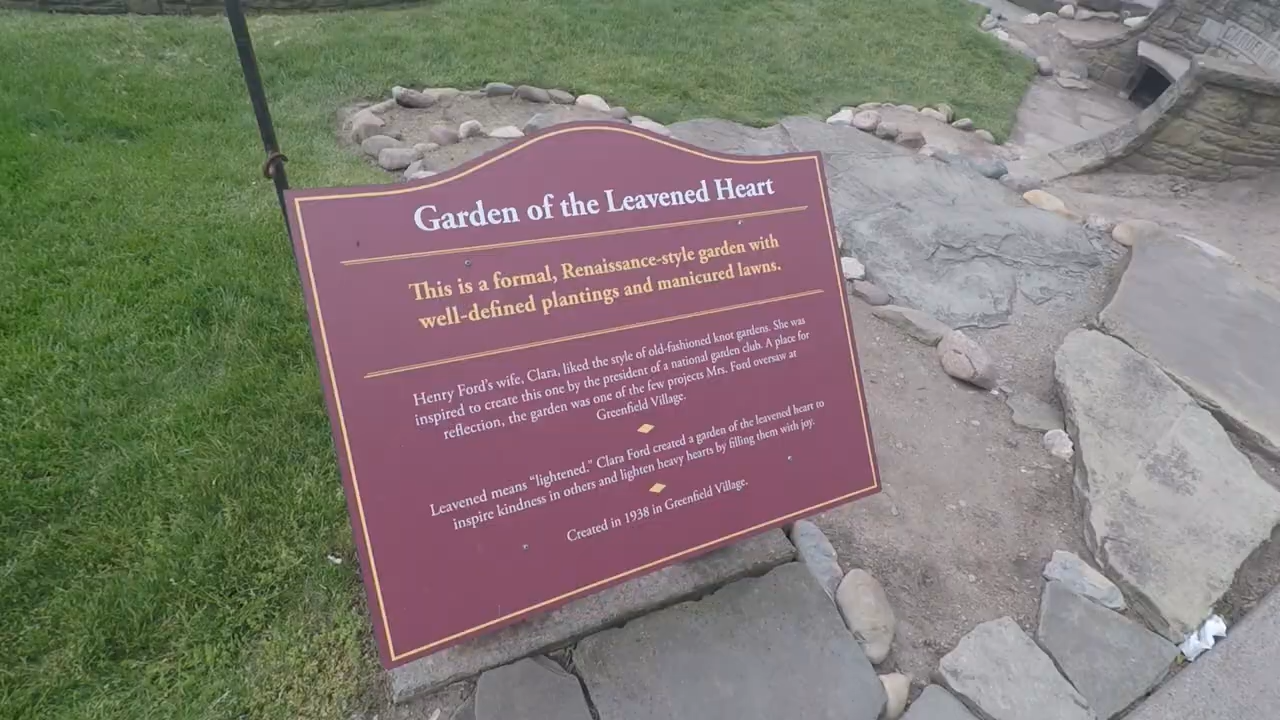 Garden of the Leavened Heart
This is a formal, Renaissance-style garden with
well-defined plantings and manicured lawns.
Henry Ford's wife, Clara, liked the style of old-fashioned knot gardens. She was
inspired to create this one by the president of a national garden club. A place for
reflection, the garden was one of the few projects Mrs. Ford oversaw at
Greenfield Village.
Leavened means “lightened.” Clara Ford created a garden of the leavened heart to
inspire kindness in others and lighten heavy hearts by filling them with joy.
Created in 1938 in Greenfield Village.